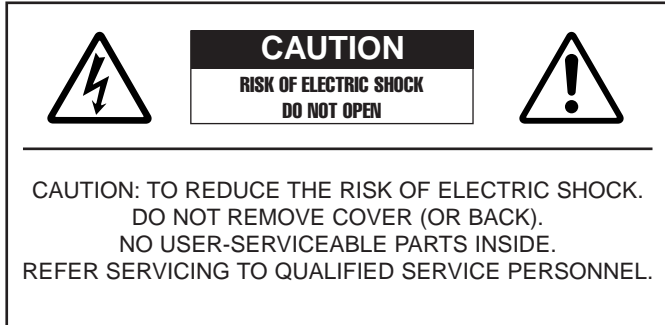 CAUTION
RISK OF ELECTRIC SHOCK
DO NOT OPEN
CAUTION: TO REDUCE THE RISK OF ELECTRIC SHOCK.
DO NOT REMOVE COVER (OR BACK).
NO USER-SERVICEABLE PARTS INSIDE.
REFER SERVICING TO QUALIFIED SERVICE PERSONNEL.